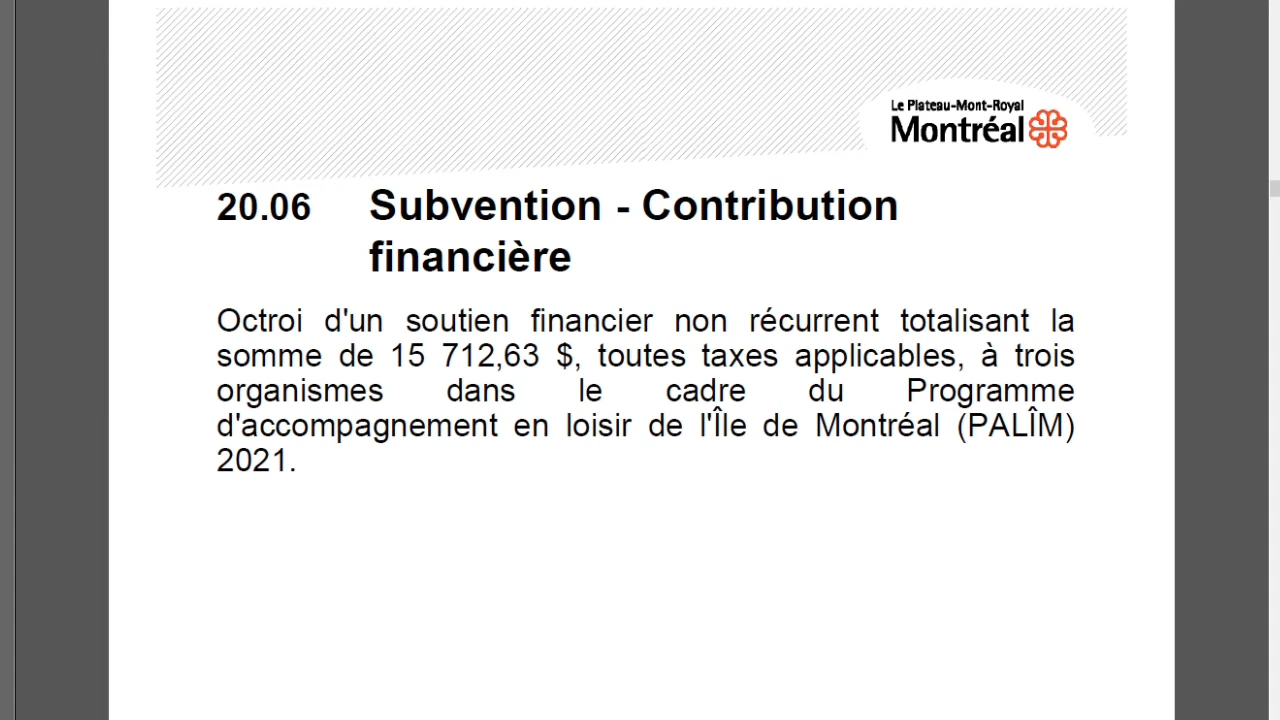 Le Plateau-Mont-Royal
Montréal
20.06 Subvention - Contribution
financière
Octroi d'un soutien financier non récurrent totalisant la
somme de 15 712,63 $, toutes taxes applicables, à trois
organismes dans le cadre du Programme
d'accompagnement en loisir de l'Île de Montréal (PALÎM)
2021.